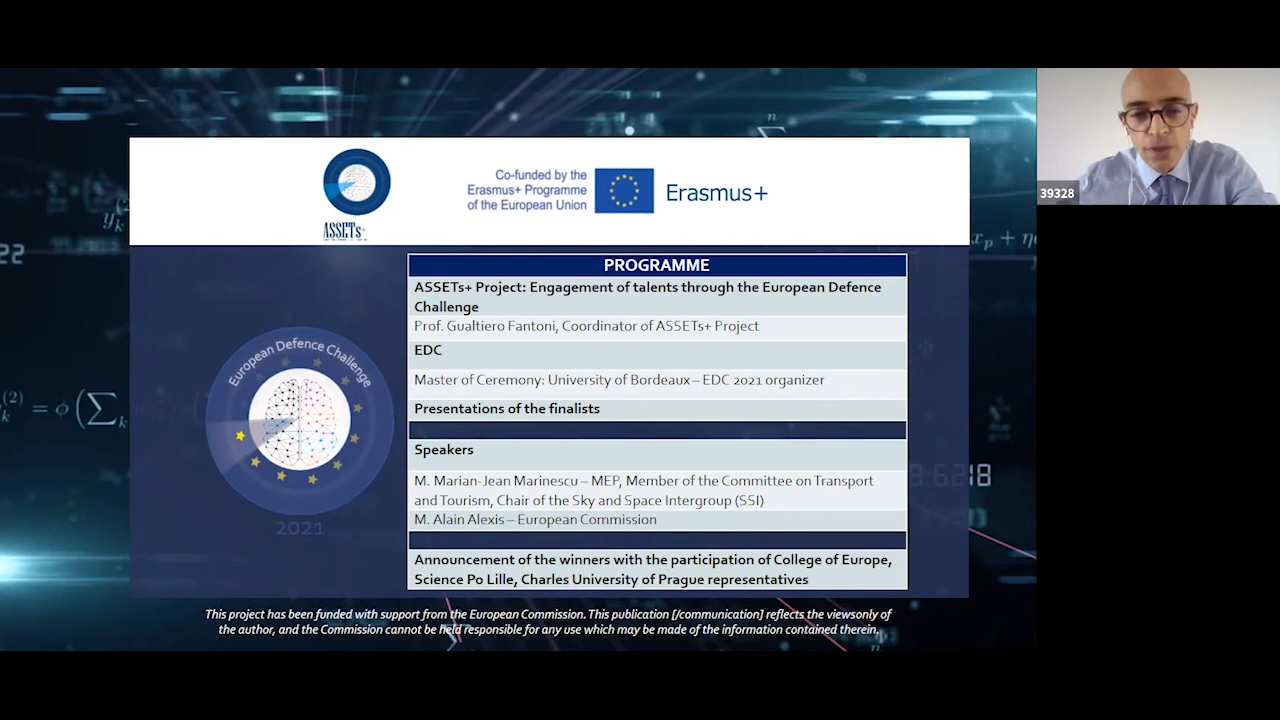 ASSETs+
Co-funded by the
Erasmus+ Programme
of the European Union
Erasmus+
39328
PROGRAMME
ASSETs+ Project: Engagement of talents through the European Defence
Challenge
Prof. Gualtiero Fantoni, Coordinator of ASSETs+ Project
EDC
Master of Ceremony: University of Bordeaux – EDC 2021 organizer
Presentations of the finalists
Speakers
M. Marian-Jean Marinescu – MEP, Member of the Committee on Transport
and Tourism, Chair of the Sky and Space Intergroup (SSI)
M. Alain Alexis – European Commission
Announcement of the winners with the participation of College of Europe,
Science Po Lille, Charles University of Prague representatives
European Defence Challenge
2021
This project has been funded with support from the European Commission. This publication [/communication] reflects the viewsonly of
the author, and the Commission cannot be held responsible for any use which may be made of the information contained therein.